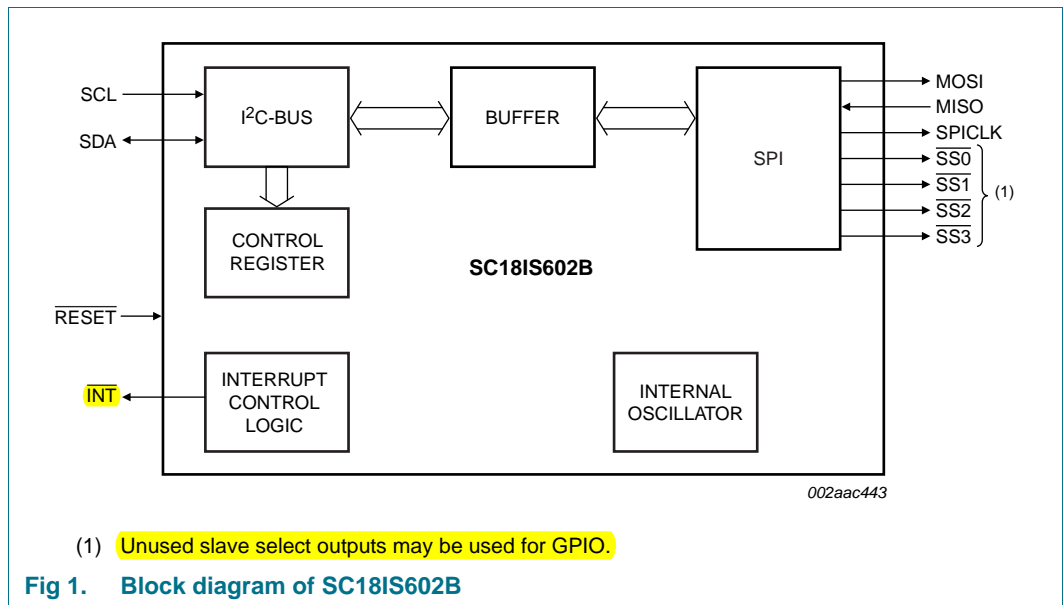 SCL
SDA
I²C-BUS
BUFFER
SPI
MOSI
MISO
SPICLK
SS0
SS1
SS2
SS3
(1)
CONTROL
REGISTER
SC18IS602B
RESET
INT
INTERRUPT
CONTROL
LOGIC
INTERNAL
OSCILLATOR
002aac443
(1) Unused slave select outputs may be used for GPIO.
Fig 1. Block diagram of SC18IS602B